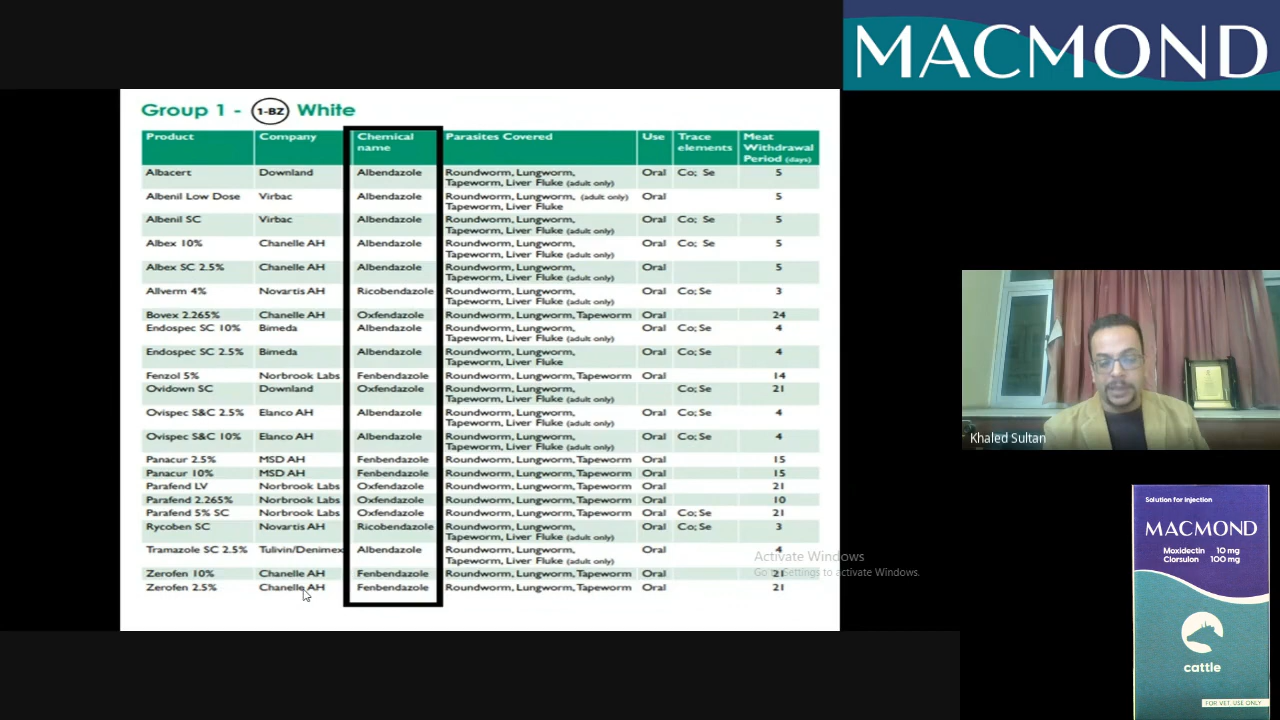 MACMOND
Group 1 - 1-BZ White
Product Company Chemical name Parasites Covered Use Trace elements Meat Withdrawal Period (days)
Albacert Downland Albendazole Roundworm, Lungworm, Tapeworm, Liver Fluke (adult only) Oral Co; Se 5
Albenil Low Dose Virbac Albendazole Roundworm, Lungworm, (adult only) Tapeworm, Liver Fluke Oral 5
Albenil SC Virbac Albendazole Roundworm, Lungworm, Tapeworm, Liver Fluke (adult only) Oral Co; Se 5
Albex 10% Chanelle AH Albendazole Roundworm, Lungworm, Tapeworm, Liver Fluke (adult only) Oral Co; Se 5
Albex SC 2.5% Chanelle AH Albendazole Roundworm, Lungworm, Tapeworm, Liver Fluke (adult only) Oral 5
Allverm 4% Novartis AH Ricobendazole Roundworm, Lungworm, Tapeworm, Liver Fluke (adult only) Oral Co; Se 3
Bovex 2.265% Chanelle AH Oxfendazole Roundworm, Lungworm, Tapeworm Oral 24
Endospec SC 10% Bimeda Albendazole Roundworm, Lungworm, Tapeworm, Liver Fluke (adult only) Oral Co; Se 4
Endospec SC 2.5% Bimeda Albendazole Roundworm, Lungworm, Tapeworm, Liver Fluke Oral Co; Se 4
Fenzol 5% Norbrook Labs Fenbendazole Roundworm, Lungworm, Tapeworm Oral 14
Ovidown SC Downland Oxfendazole Roundworm, Lungworm, Tapeworm, Liver Fluke (adult only) Co; Se 21
Ovispec S&C 2.5% Elanco AH Albendazole Roundworm, Lungworm, Tapeworm, Liver Fluke (adult only) Oral Co; Se 4
Ovispec S&C 10% Elanco AH Albendazole Roundworm, Lungworm, Tapeworm, Liver Fluke (adult only) Oral Co; Se 4
Panacur 2.5% MSD AH Fenbendazole Roundworm, Lungworm, Tapeworm Oral 15
Panacur 10% MSD AH Fenbendazole Roundworm, Lungworm, Tapeworm Oral 15
Parafend LV Norbrook Labs Oxfendazole Roundworm, Lungworm, Tapeworm Oral 21
Parafend 2.265% Norbrook Labs Oxfendazole Roundworm, Lungworm, Tapeworm Oral 10
Parafend 5% SC Norbrook Labs Oxfendazole Roundworm, Lungworm, Tapeworm Oral Co; Se 21
Rycoben SC Novartis AH Ricobendazole Roundworm, Lungworm, Tapeworm, Liver Fluke (adult only) Oral Co; Se 3
Tramazole SC 2.5% Tulivin/Denimex Albendazole Roundworm, Lungworm, Tapeworm, Liver Fluke (adult only) Oral 4
Zerofen 10% Chanelle AH Fenbendazole Roundworm, Lungworm, Tapeworm Oral 21
Zerofen 2.5% Chanelle AH Fenbendazole Roundworm, Lungworm, Tapeworm Oral 21
Activate Windows
Go to Settings to activate Windows.
Khaled Sultan
Solution for injection
MACMOND
Moxidectin 10 mg
Clorsulon 100 mg
cattle
FOR VET. USE ONLY